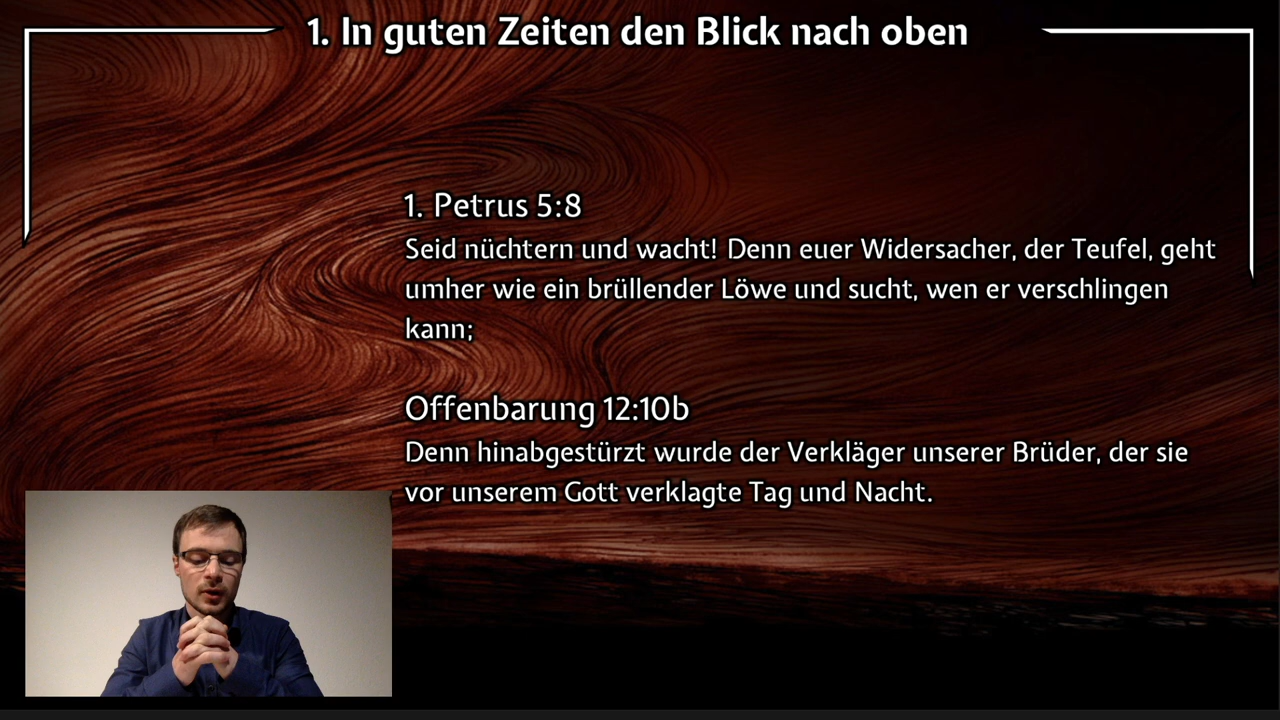 1. In guten Zeiten den Blick nach oben
1. Petrus 5:8
Seid nüchtern und wacht! Denn euer Widersacher, der Teufel, geht
umher wie ein brüllender Löwe und sucht, wen er verschlingen
kann;
Offenbarung 12:10b
Denn hinabgestürzt wurde der Verkläger unserer Brüder, der sie
vor unserem Gott verklagte Tag und Nacht.